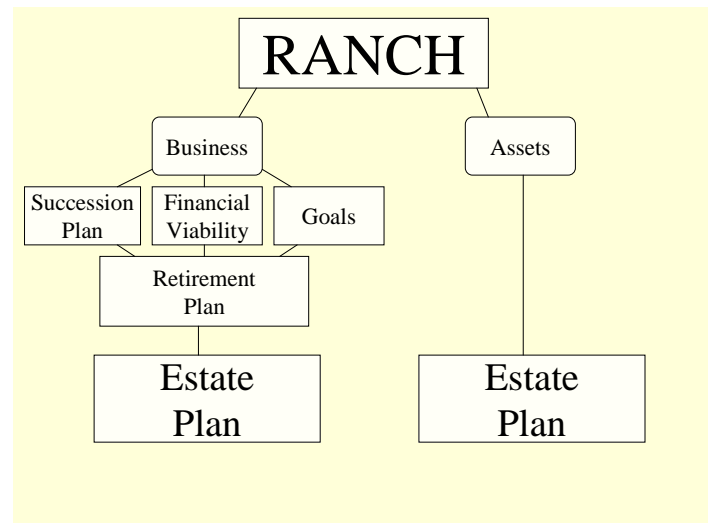 RANCH
Business
Assets
Succession
Plan
Financial
Viability
Goals
Retirement
Plan
Estate
Plan
Estate
Plan